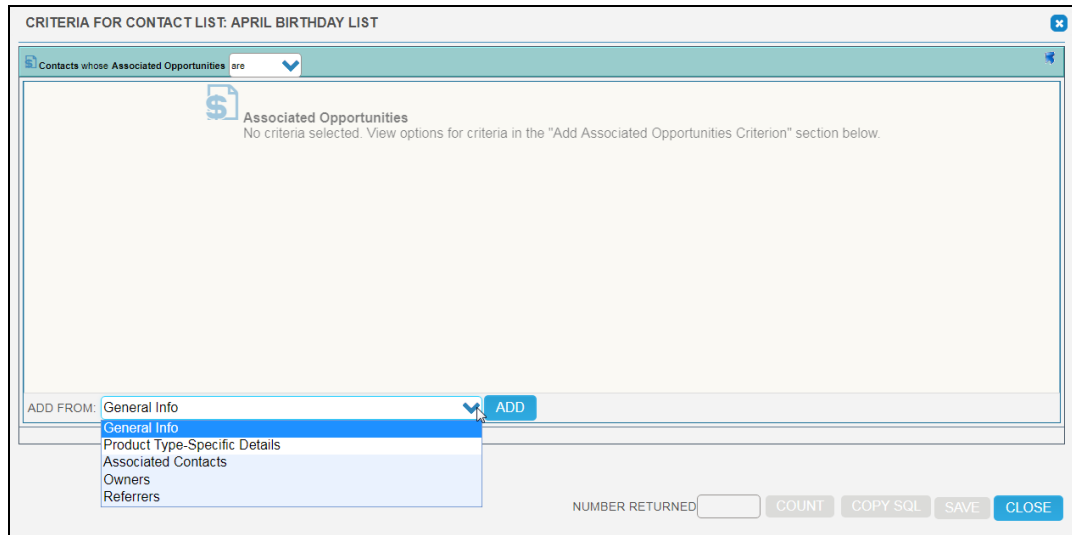 CRITERIA FOR CONTACT LIST: APRIL BIRTHDAY LIST
Contacts whose Associated Opportunities are
Associated Opportunities
No criteria selected. View options for criteria in the "Add Associated Opportunities Criterion" section below.
ADD FROM: General Info ADD
General Info
Product Type-Specific Details
Associated Contacts
Owners
Referrers
NUMBER RETURNED COUNT COPY SQL SAVE CLOSE